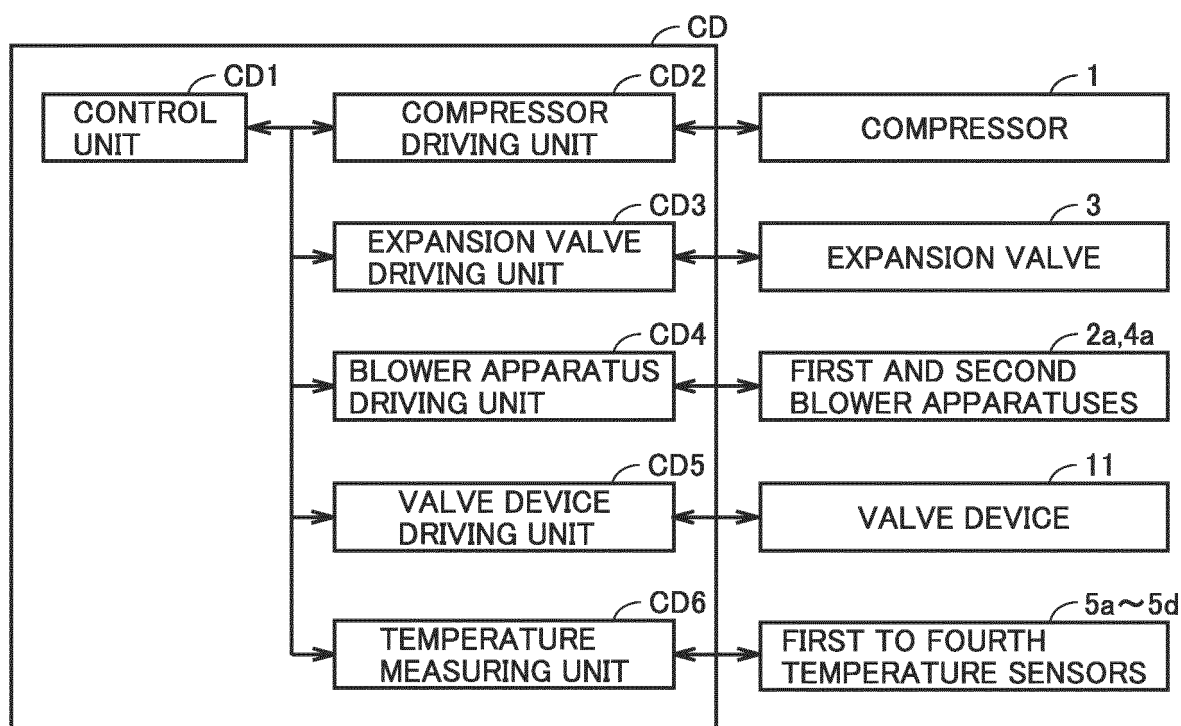 CD
CD1
CONTROL
UNIT
CD2
COMPRESSOR
DRIVING UNIT
1
COMPRESSOR
CD3
EXPANSION VALVE
DRIVING UNIT
3
EXPANSION VALVE
CD4
BLOWER APPARATUS
DRIVING UNIT
2a,4a
FIRST AND SECOND
BLOWER APPARATUSES
CD5
VALVE DEVICE
DRIVING UNIT
11
VALVE DEVICE
CD6
TEMPERATURE
MEASURING UNIT
5a～5d
FIRST TO FOURTH
TEMPERATURE SENSORS